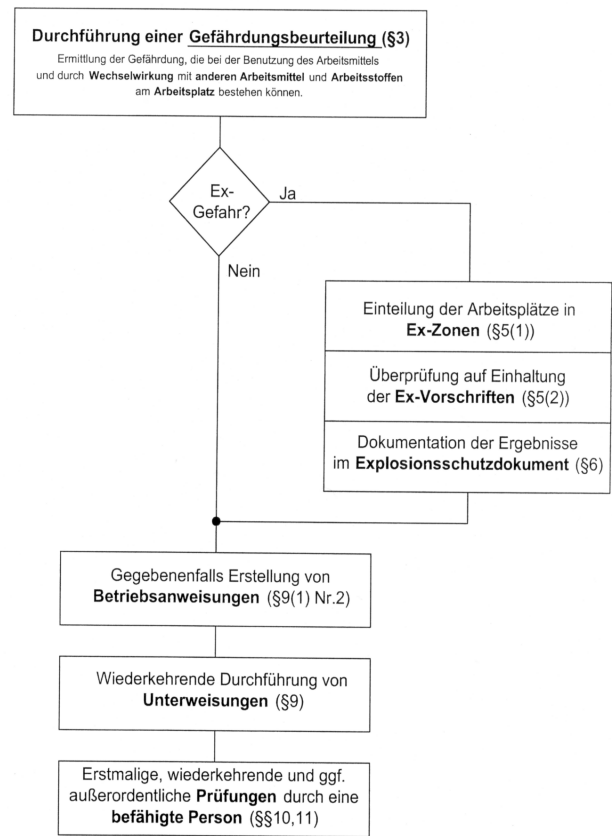 Durchführung einer Gefährdungsbeurteilung (§3)
Ermittlung der Gefährdung, die bei der Benutzung des Arbeitsmittels
und durch Wechselwirkung mit anderen Arbeitsmittel und Arbeitsstoffen
am Arbeitsplatz bestehen können.
Ex-
Gefahr?
Ja
Nein
Einteilung der Arbeitsplätze in
Ex-Zonen (§5(1))
Überprüfung auf Einhaltung
der Ex-Vorschriften (§5(2))
Dokumentation der Ergebnisse
im Explosionsschutzdokument (§6)
Gegebenenfalls Erstellung von
Betriebsanweisungen (§9(1) Nr.2)
Wiederkehrende Durchführung von
Unterweisungen (§9)
Erstmalige, wiederkehrende und ggf.
außerordentliche Prüfungen durch eine
befähigte Person (§§10,11)